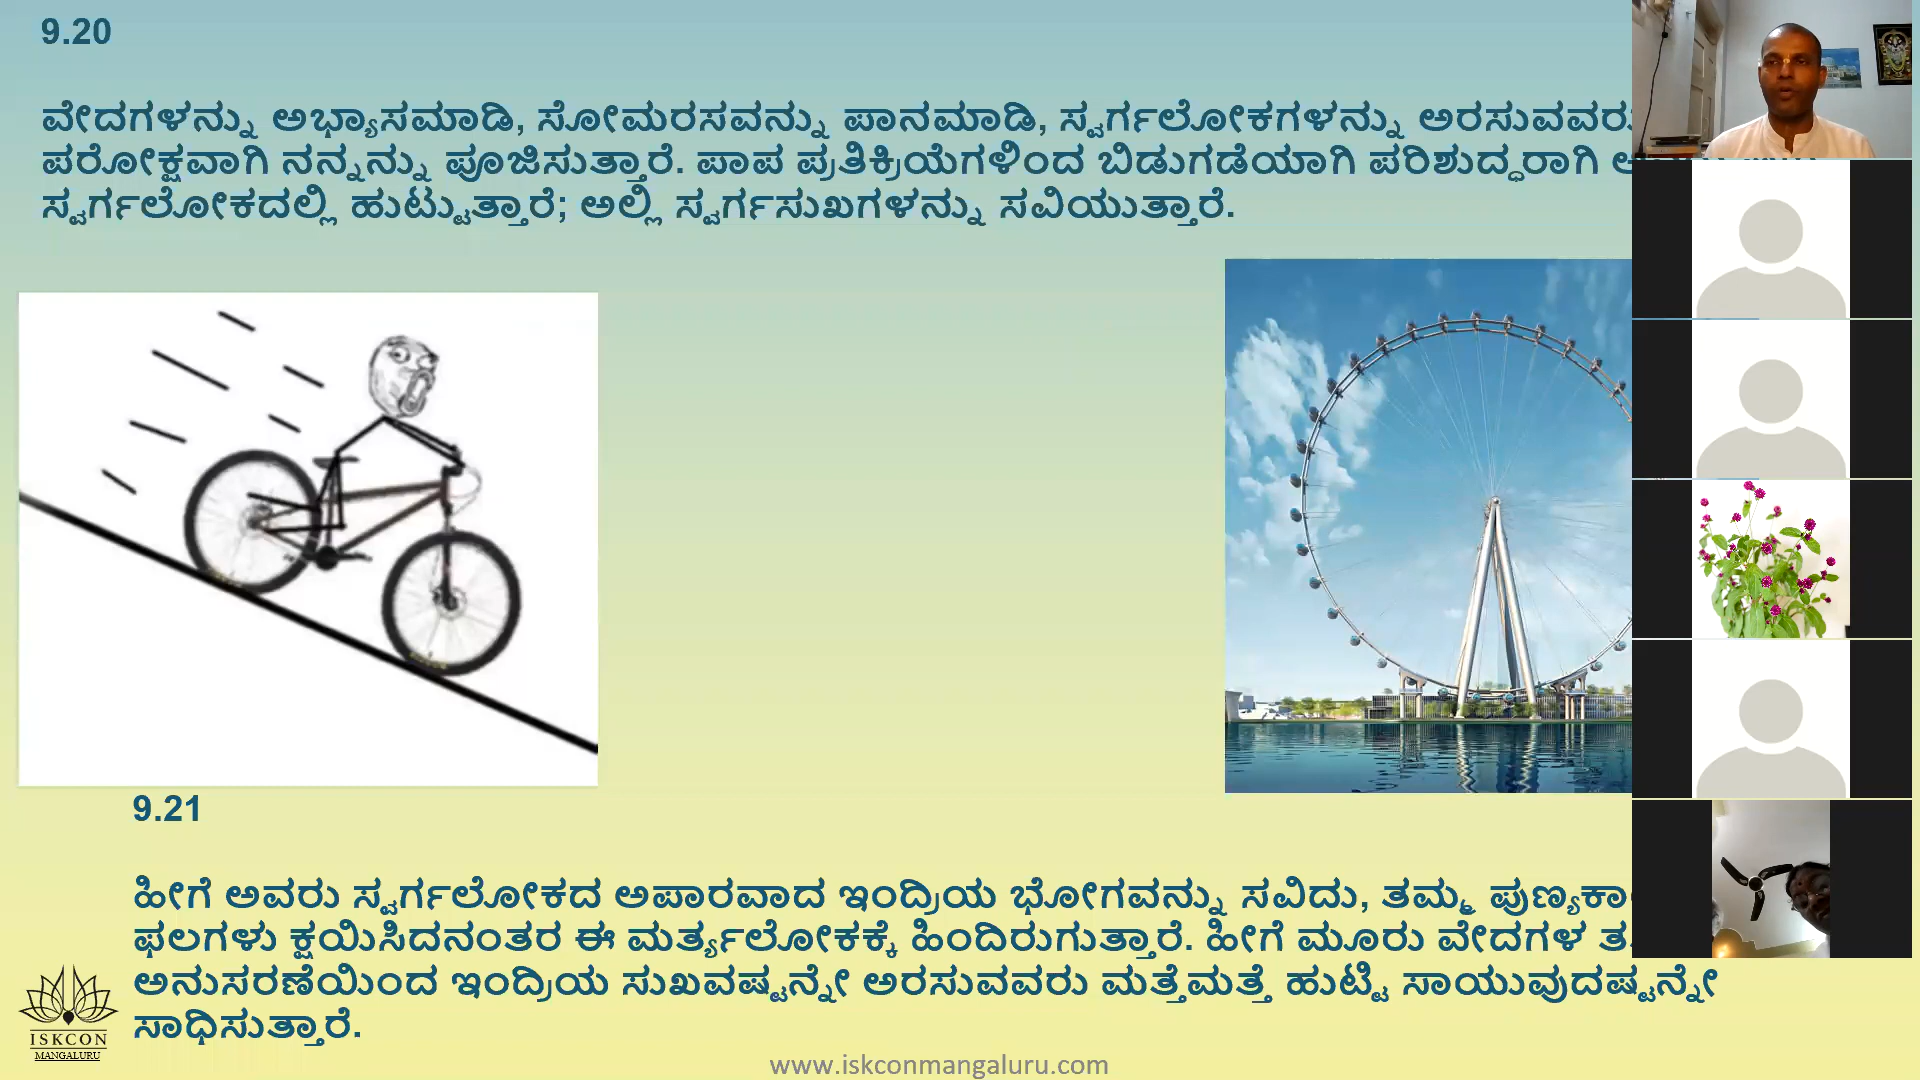 9.20
ವೇದಗಳನ್ನು ಅಭ್ಯಾಸಮಾಡಿ, ಸೋಮರಸವನ್ನು ಪಾನಮಾಡಿ, ಸ್ವರ್ಗಲೋಕಗಳನ್ನು
ಪರೋಕ್ಷವಾಗಿ ನನ್ನನ್ನು ಪೂಜಿಸುತ್ತಾರೆ. ಪಾಪ ಪ್ರತಿಕ್ರಿಯೆಗಳಿಂದ ಬಿಡುಗಡೆಯಾಗಿ ಪರಿಶುದ್ಧರಾಗಿ
ಸ್ವರ್ಗಲೋಕದಲ್ಲಿ ಹುಟ್ಟುತ್ತಾರೆ; ಅಲ್ಲಿ ಸ್ವರ್ಗಸುಖಗಳನ್ನು ಸವಿಯುತ್ತಾರೆ.
9.21
ಹೀಗೆ ಅವರು ಸ್ವರ್ಗಲೋಕದ ಅಪಾರವಾದ ಇಂದ್ರಿಯ ಭೋಗವನ್ನು ಸವಿದು, ತಮ್ಮ
ಫಲಗಳು ಕ್ಷಯಿಸಿದನಂತರ ಈ ಮರ್ತ್ಯಲೋಕಕ್ಕೆ ಹಿಂದಿರುಗುತ್ತಾರೆ. ಹೀಗೆ ಮೂರು ವೇದಗಳ
ಅನುಸರಣೆಯಿಂದ ಇಂದ್ರಿಯ ಸುಖವಷ್ಟನ್ನೇ ಅರಸುವವರು ಮತ್ತೆಮತ್ತೆ ಹುಟ್ಟಿ ಸಾಯುವುದಷ್ಟನ್ನೇ
ಸಾಧಿಸುತ್ತಾರೆ.
ISKCON
MANGALURU
www.iskconmangaluru.com